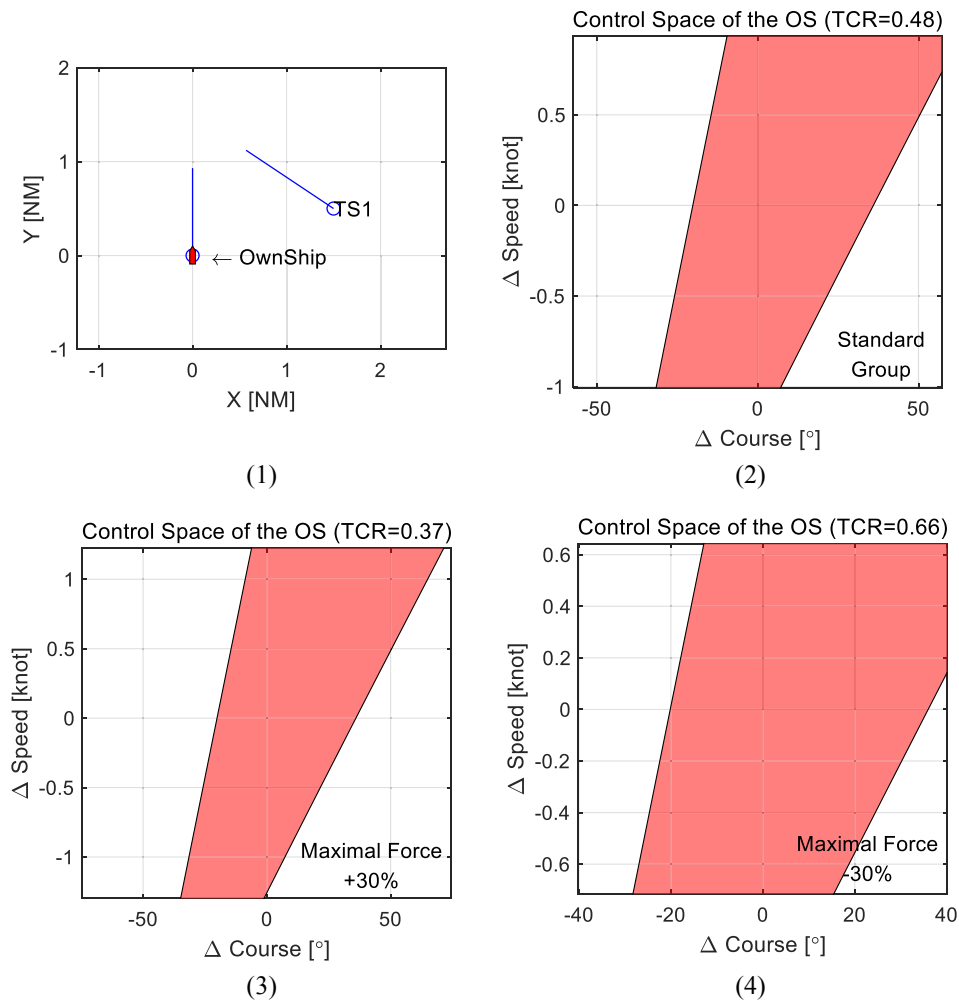 2
1
0
-1
Y [NM]
-1
0
1
2
X [NM]
TS1
← OwnShip
(1)
Control Space of the OS (TCR=0.48)
0.5
0
-0.5
-1
Δ Speed [knot]
Standard
Group
-50
0
50
Δ Course [°]
(2)
Control Space of the OS (TCR=0.37)
1
0.5
0
-0.5
-1
Δ Speed [knot]
Maximal Force
+30%
-50
0
50
Δ Course [°]
(3)
Control Space of the OS (TCR=0.66)
0.6
0.4
0.2
0
-0.2
-0.4
-0.6
Δ Speed [knot]
Maximal Force
-30%
-40
-20
0
20
40
Δ Course [°]
(4)